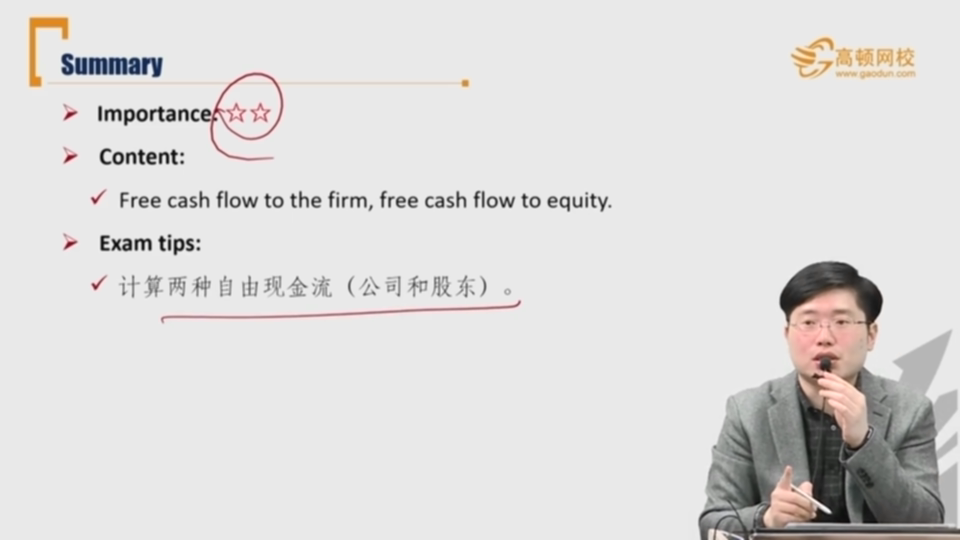 Summary
高顿网校
www.gaodun.com
Importance:☆☆
Content:
Free cash flow to the firm, free cash flow to equity.
Exam tips:
计算两种自由现金流（公司和股东）。